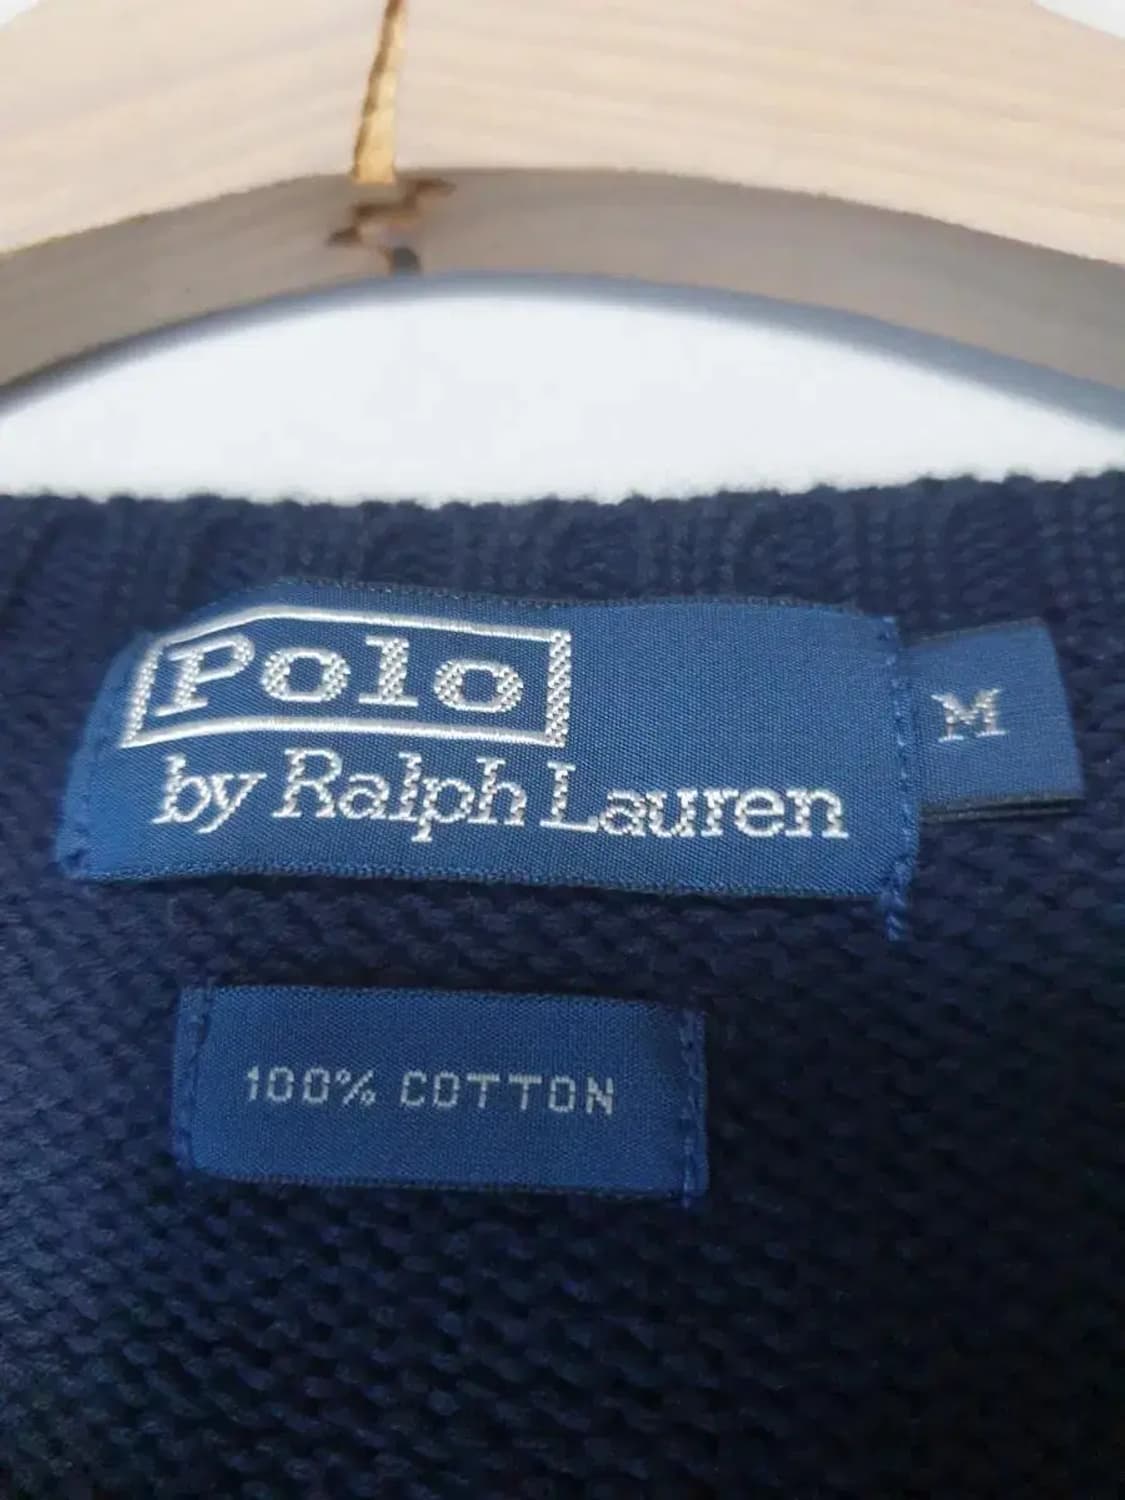 Polo
by Ralph Lauren
M
100% COTTON